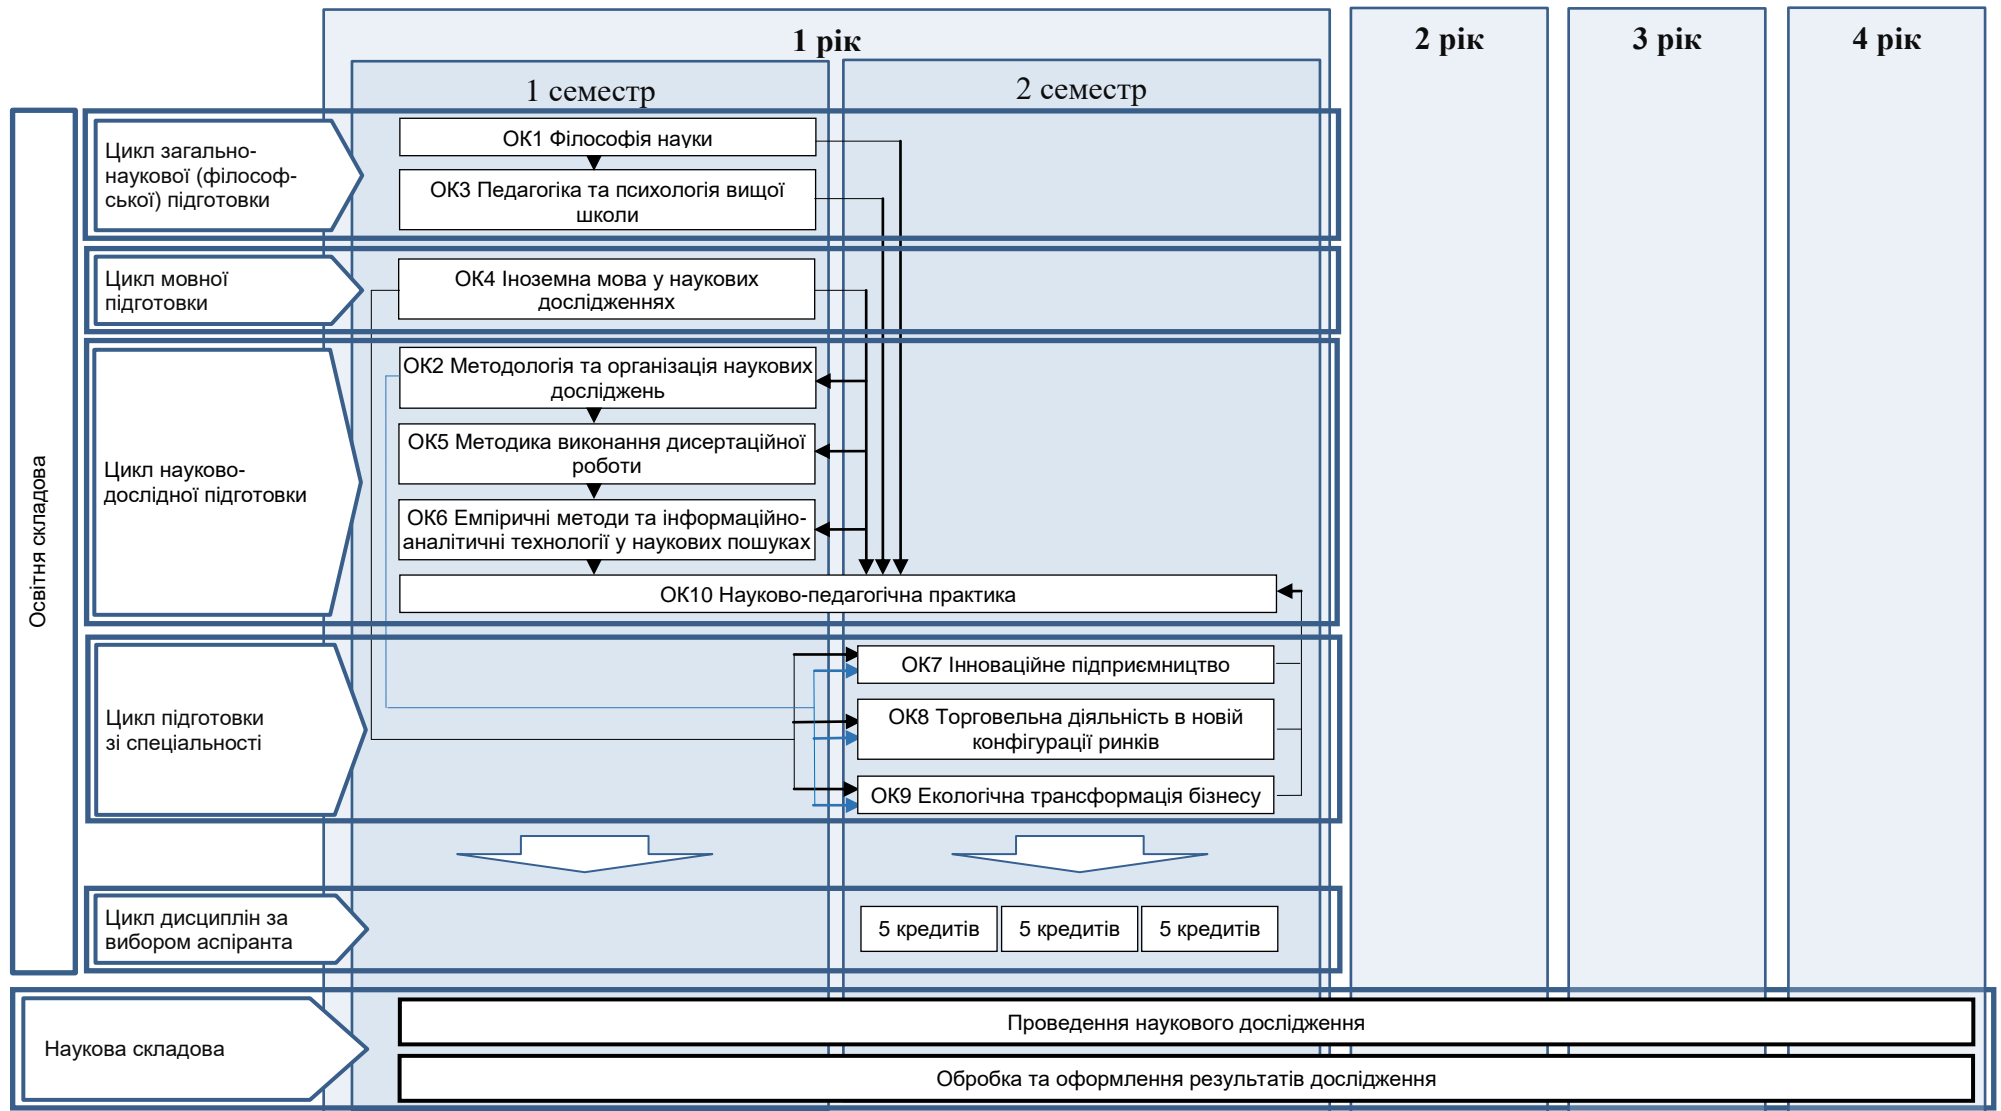 1 рік
2 рік
3 рік
4 рік
1 семестр
2 семестр
Освітня складова
Цикл загально-
наукової (філософ-
ської) підготовки
ОК1 Філософія науки
ОК3 Педагогіка та психологія вищої
школи
Цикл мовної
підготовки
ОК4 Іноземна мова у наукових
дослідженнях
Цикл науково-
дослідної підготовки
ОК2 Методологія та організація наукових
досліджень
ОК5 Методика виконання дисертаційної
роботи
ОК6 Емпіричні методи та інформаційно-
аналітичні технології у наукових пошуках
ОК10 Науково-педагогічна практика
Цикл підготовки
зі спеціальності
ОК7 Інноваційне підприємництво
ОК8 Торговельна діяльність в новій
конфігурації ринків
ОК9 Екологічна трансформація бізнесу
Цикл дисциплін за
вибором аспіранта
5 кредитів
5 кредитів
5 кредитів
Наукова складова
Проведення наукового дослідження
Обробка та оформлення результатів дослідження